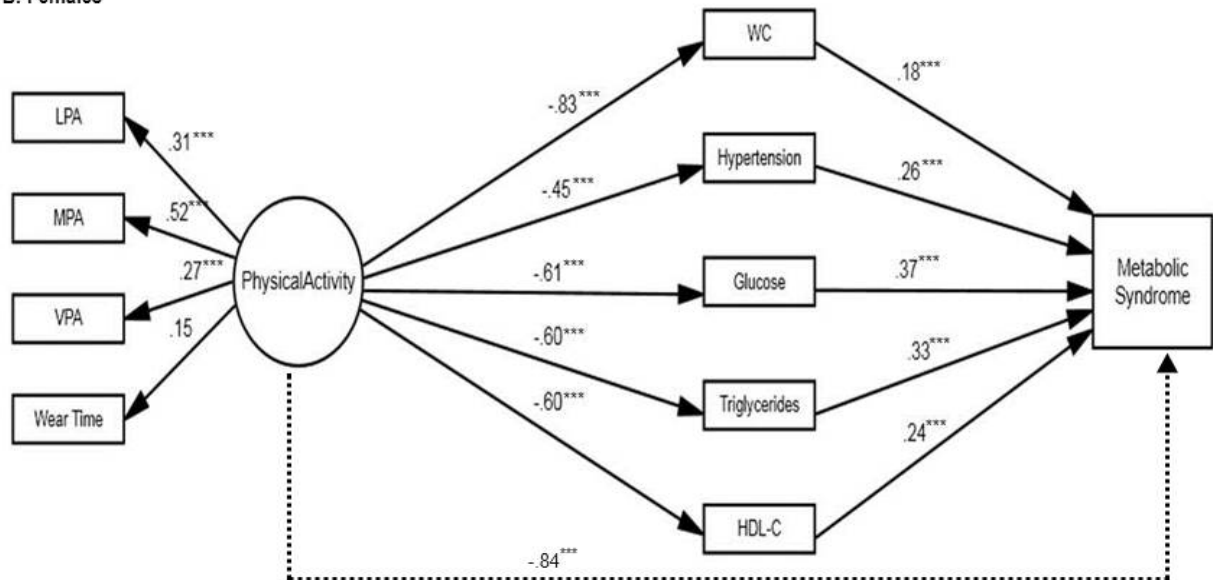 B. Females
WC
.18***
-.83***
LPA
.31***
Hypertension
-.45***
.26***
MPA
.52***
.27***
PhysicalActivity
-.61***
Glucose
.37***
Metabolic
Syndrome
VPA
.15
-.60***
.33***
Wear Time
-.60***
Triglycerides
.24***
HDL-C
-.84***